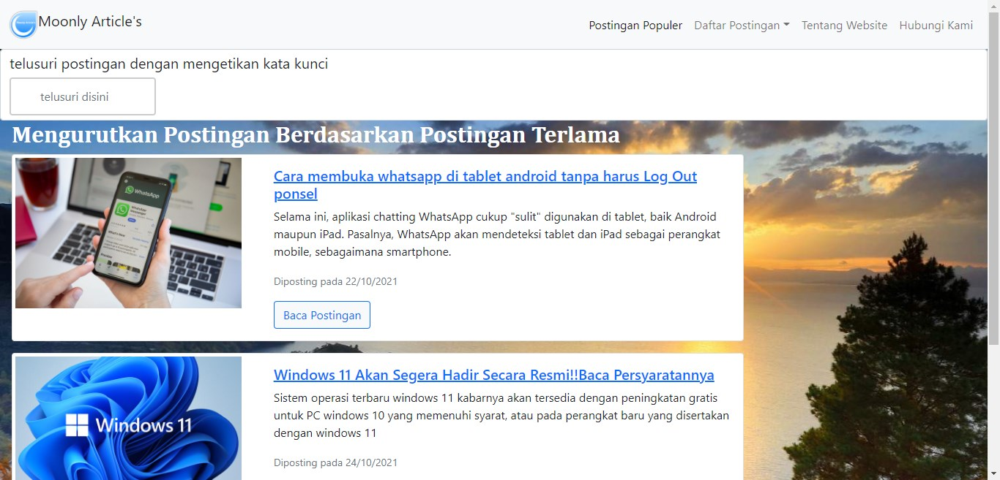 Moonly Article's
Postingan Populer
Daftar Postingan
Tentang Website
Hubungi Kami
telusuri postingan dengan mengetikan kata kunci
telusuri disini
Mengurutkan Postingan Berdasarkan Postingan Terlama
WhatsApp
Cara membuka whatsapp di tablet android tanpa harus Log Out
ponsel
Selama ini, aplikasi chatting WhatsApp cukup "sulit" digunakan di tablet, baik Android
maupun iPad. Pasalnya, WhatsApp akan mendeteksi tablet dan iPad sebagai perangkat
mobile, sebagaimana smartphone.
Diposting pada 22/10/2021
Baca Postingan
Windows 11
Windows 11 Akan Segera Hadir Secara Resmi!!Baca Persyaratannya
Sistem operasi terbaru windows 11 kabarnya akan tersedia dengan peningkatan gratis
untuk PC windows 10 yang memenuhi syarat, atau pada perangkat baru yang disertakan
dengan windows 11
Diposting pada 24/10/2021